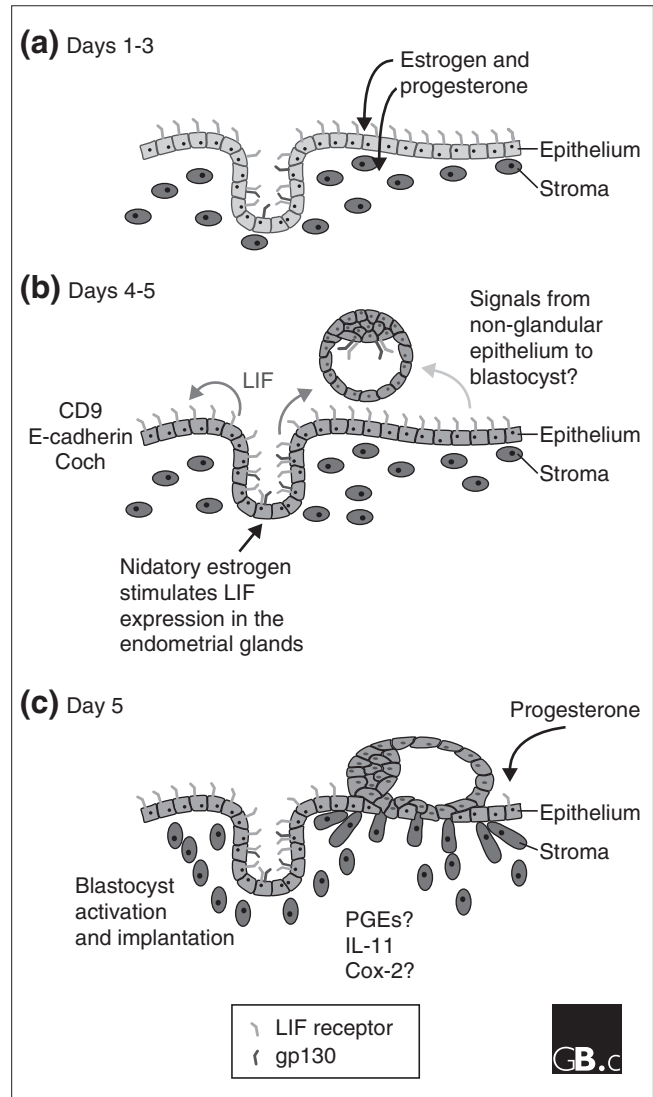 (a) Days 1-3
Estrogen and
progesterone
Epithelium
Stroma
(b) Days 4-5
Signals from
non-glandular
epithelium to
blastocyst?
LIF
CD9
E-cadherin
Coch
Epithelium
Stroma
Nidatory estrogen
stimulates LIF
expression in the
endometrial glands
(c) Day 5
Progesterone
Epithelium
Stroma
Blastocyst
activation
and implantation
PGEs?
IL-11
Cox-2?
LIF receptor
gp130
GB.c